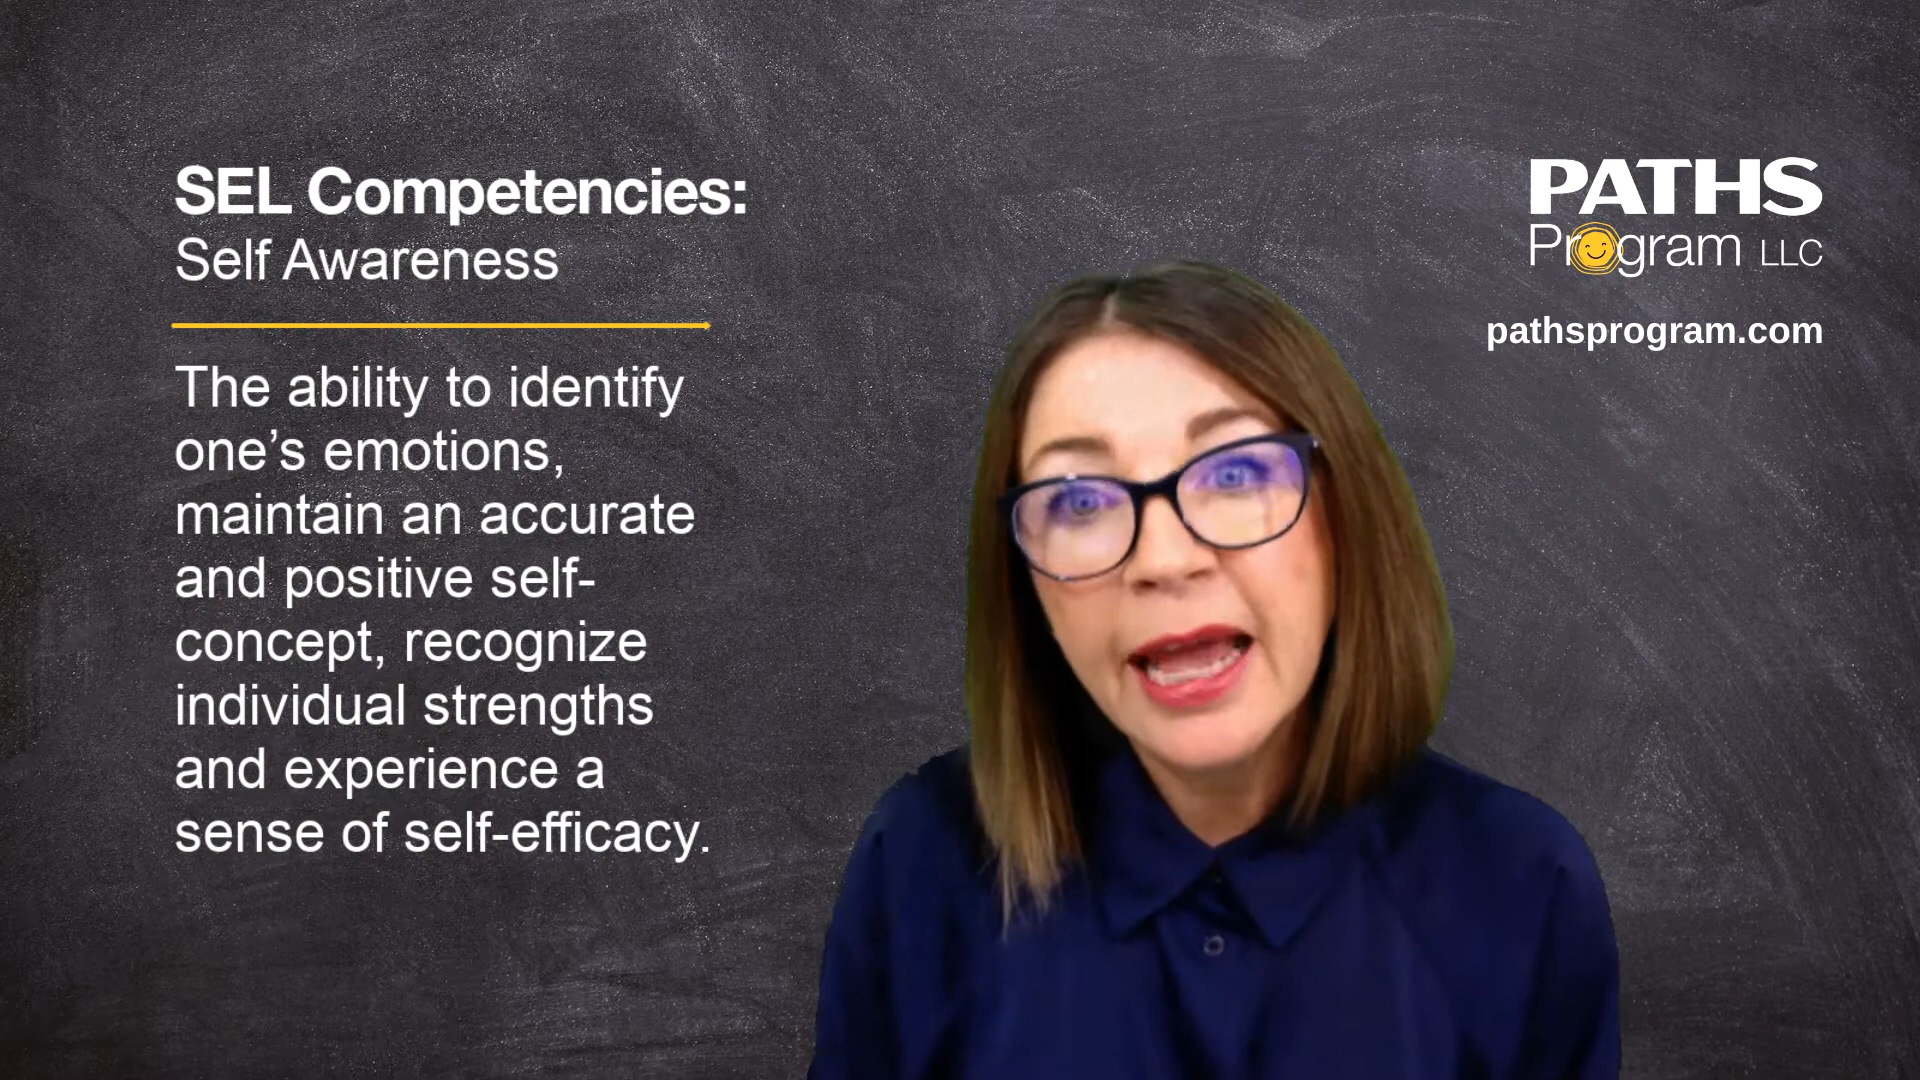 SEL Competencies:
Self Awareness
The ability to identify
one’s emotions,
maintain an accurate
and positive self-
concept, recognize
individual strengths
and experience a
sense of self-efficacy.
PATHS
Program LLC
pathsprogram.com